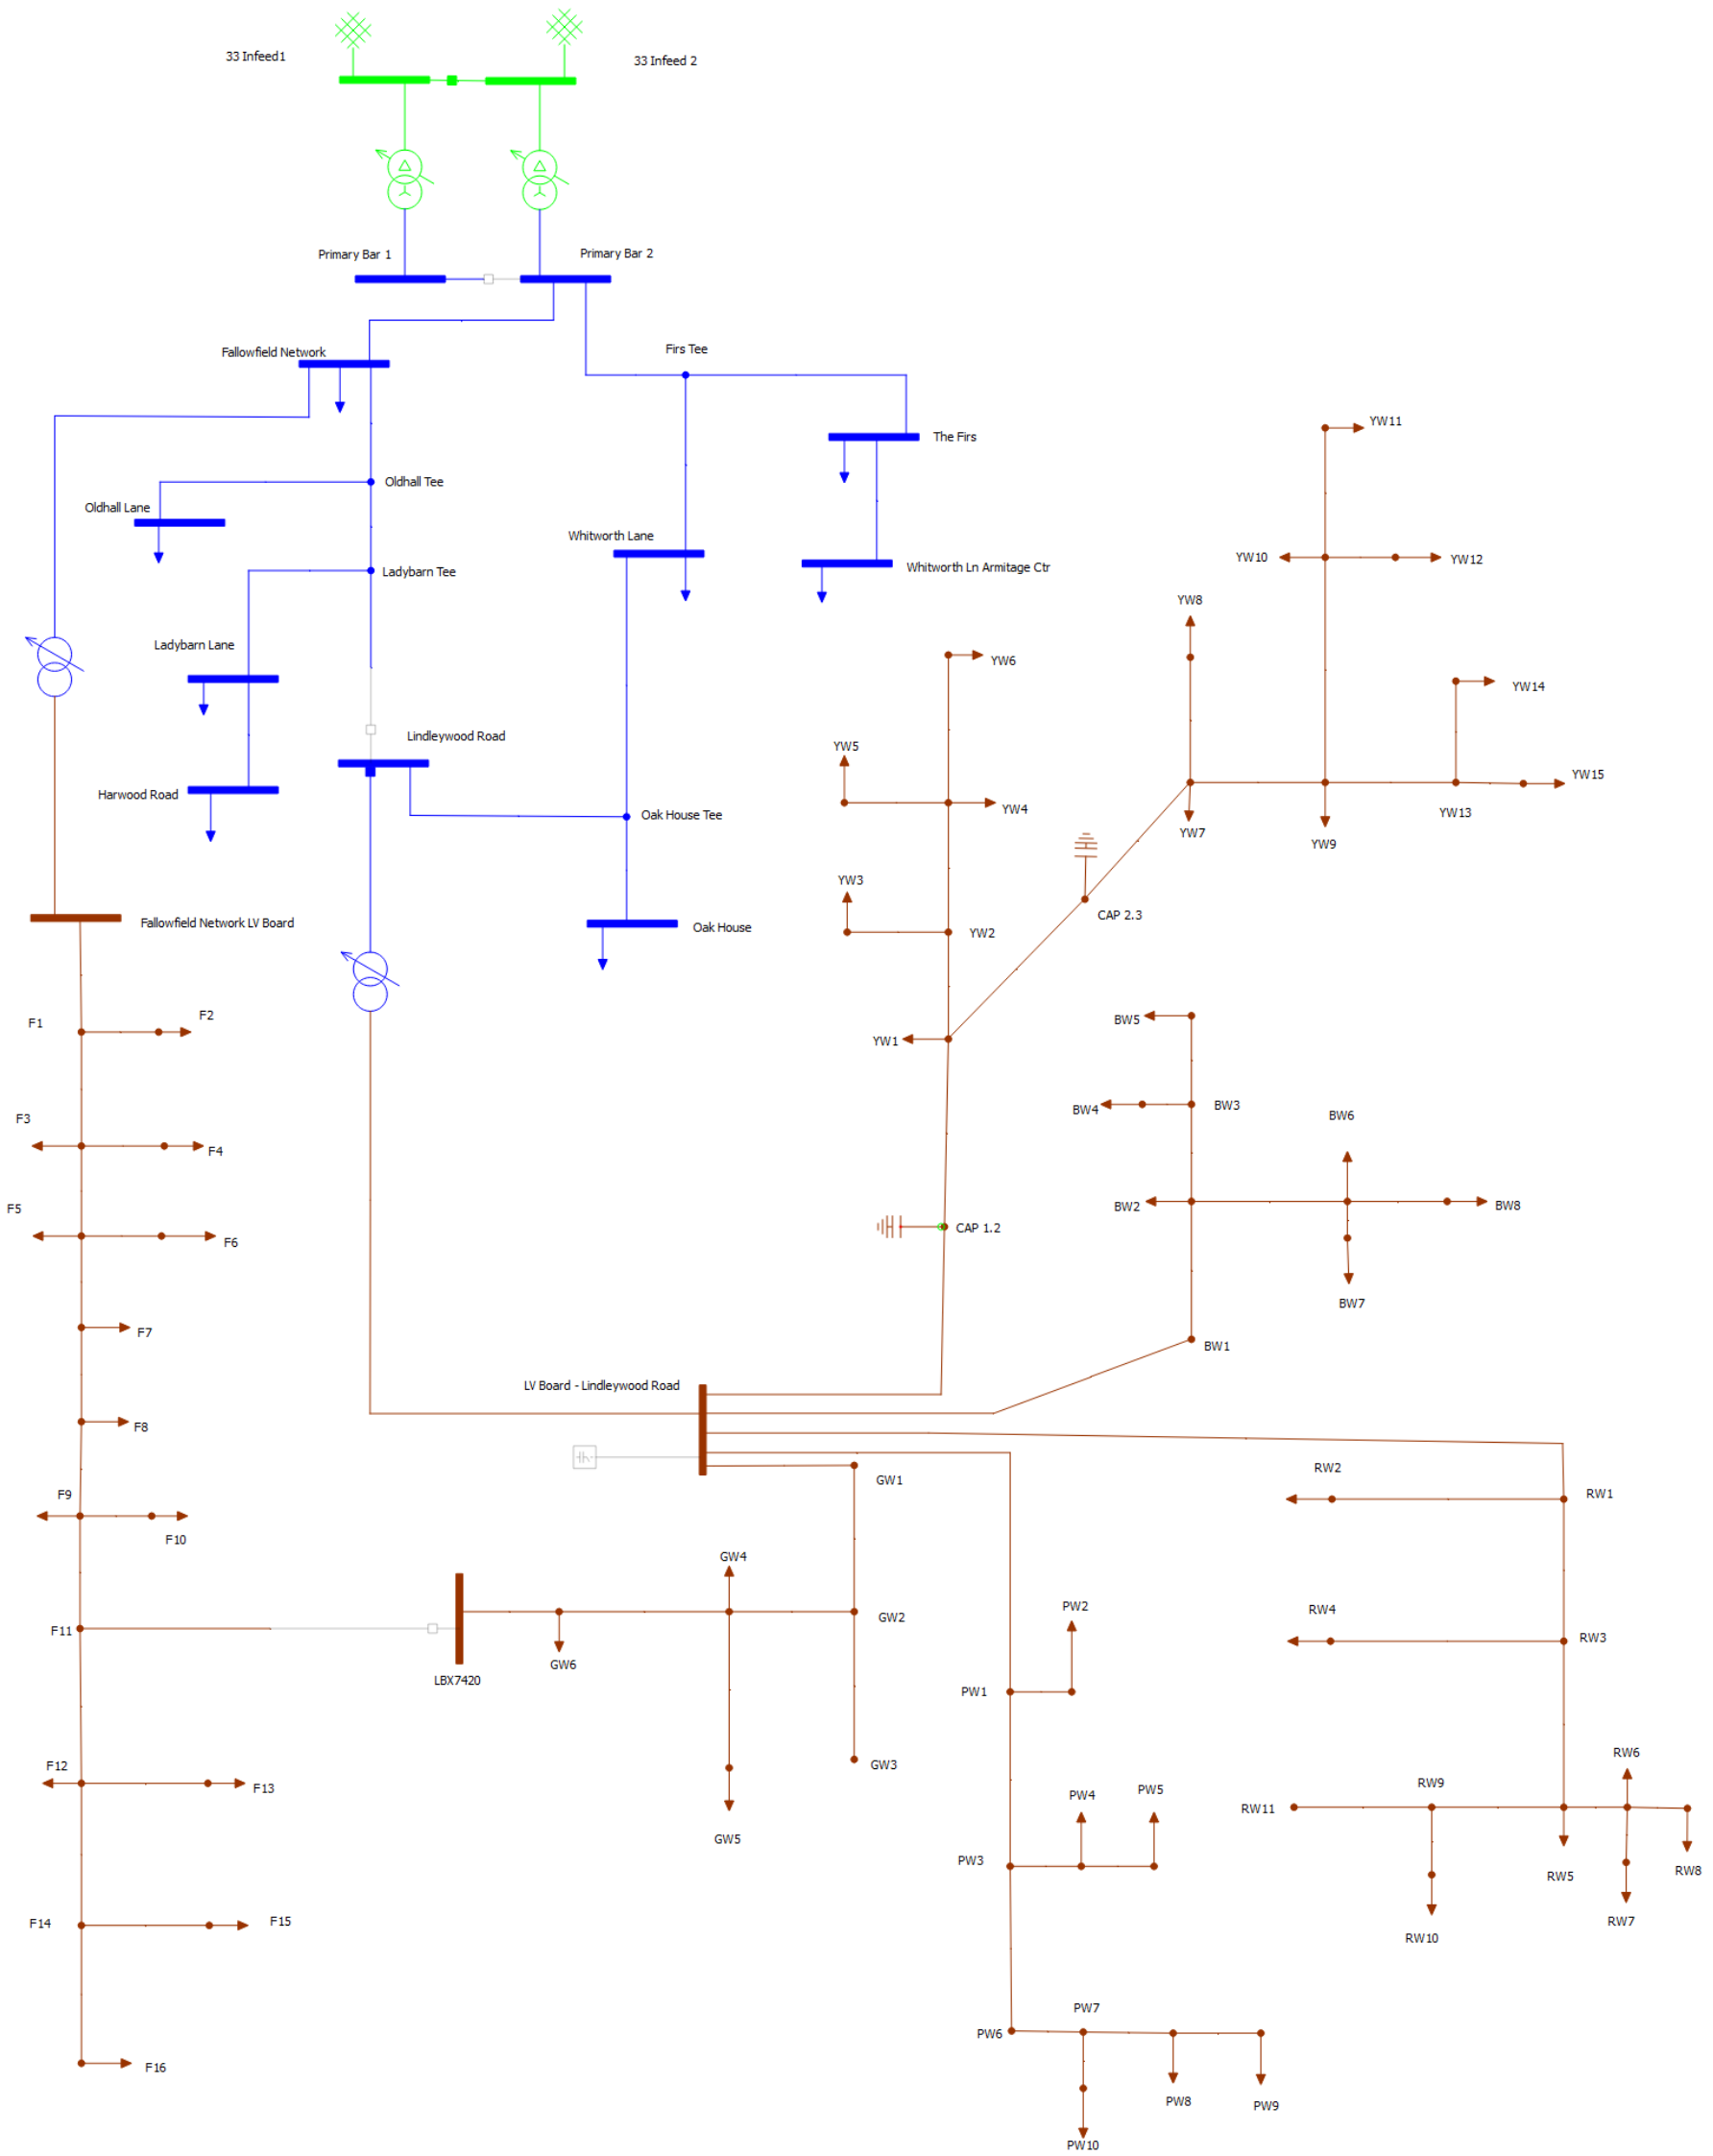 33 Infeed1
33 Infeed 2
Primary Bar 1
Primary Bar 2
Fallowfield Network
Firs Tee
YW11
The Firs
Oldhall Tee
Oldhall Lane
Whitworth Lane
YW10
YW12
Ladybarn Tee
Whitworth Ln Armitage Ctr
YW8
Ladybarn Lane
YW6
YW14
Lindleywood Road
YW5
YW15
Harwood Road
YW4
Oak House Tee
YW13
YW7
YW9
YW3
CAP 2.3
Fallowfield Network LV Board
Oak House
YW2
F1
F2
BW5
YW1
F3
BW4
BW3
BW6
F4
F5
BW2
BW8
F6
CAP 1.2
BW7
F7
BW1
LV Board - Lindleywood Road
F8
RW2
GW1
F9
RW1
F10
GW4
PW2
RW4
GW2
F11
RW3
GW6
LBX7420
PW1
RW6
F12
GW3
F13
PW4
PW5
RW9
RW11
GW5
PW3
RW5
RW8
F14
F15
RW7
RW10
PW7
PW6
F16
PW8
PW9
PW10